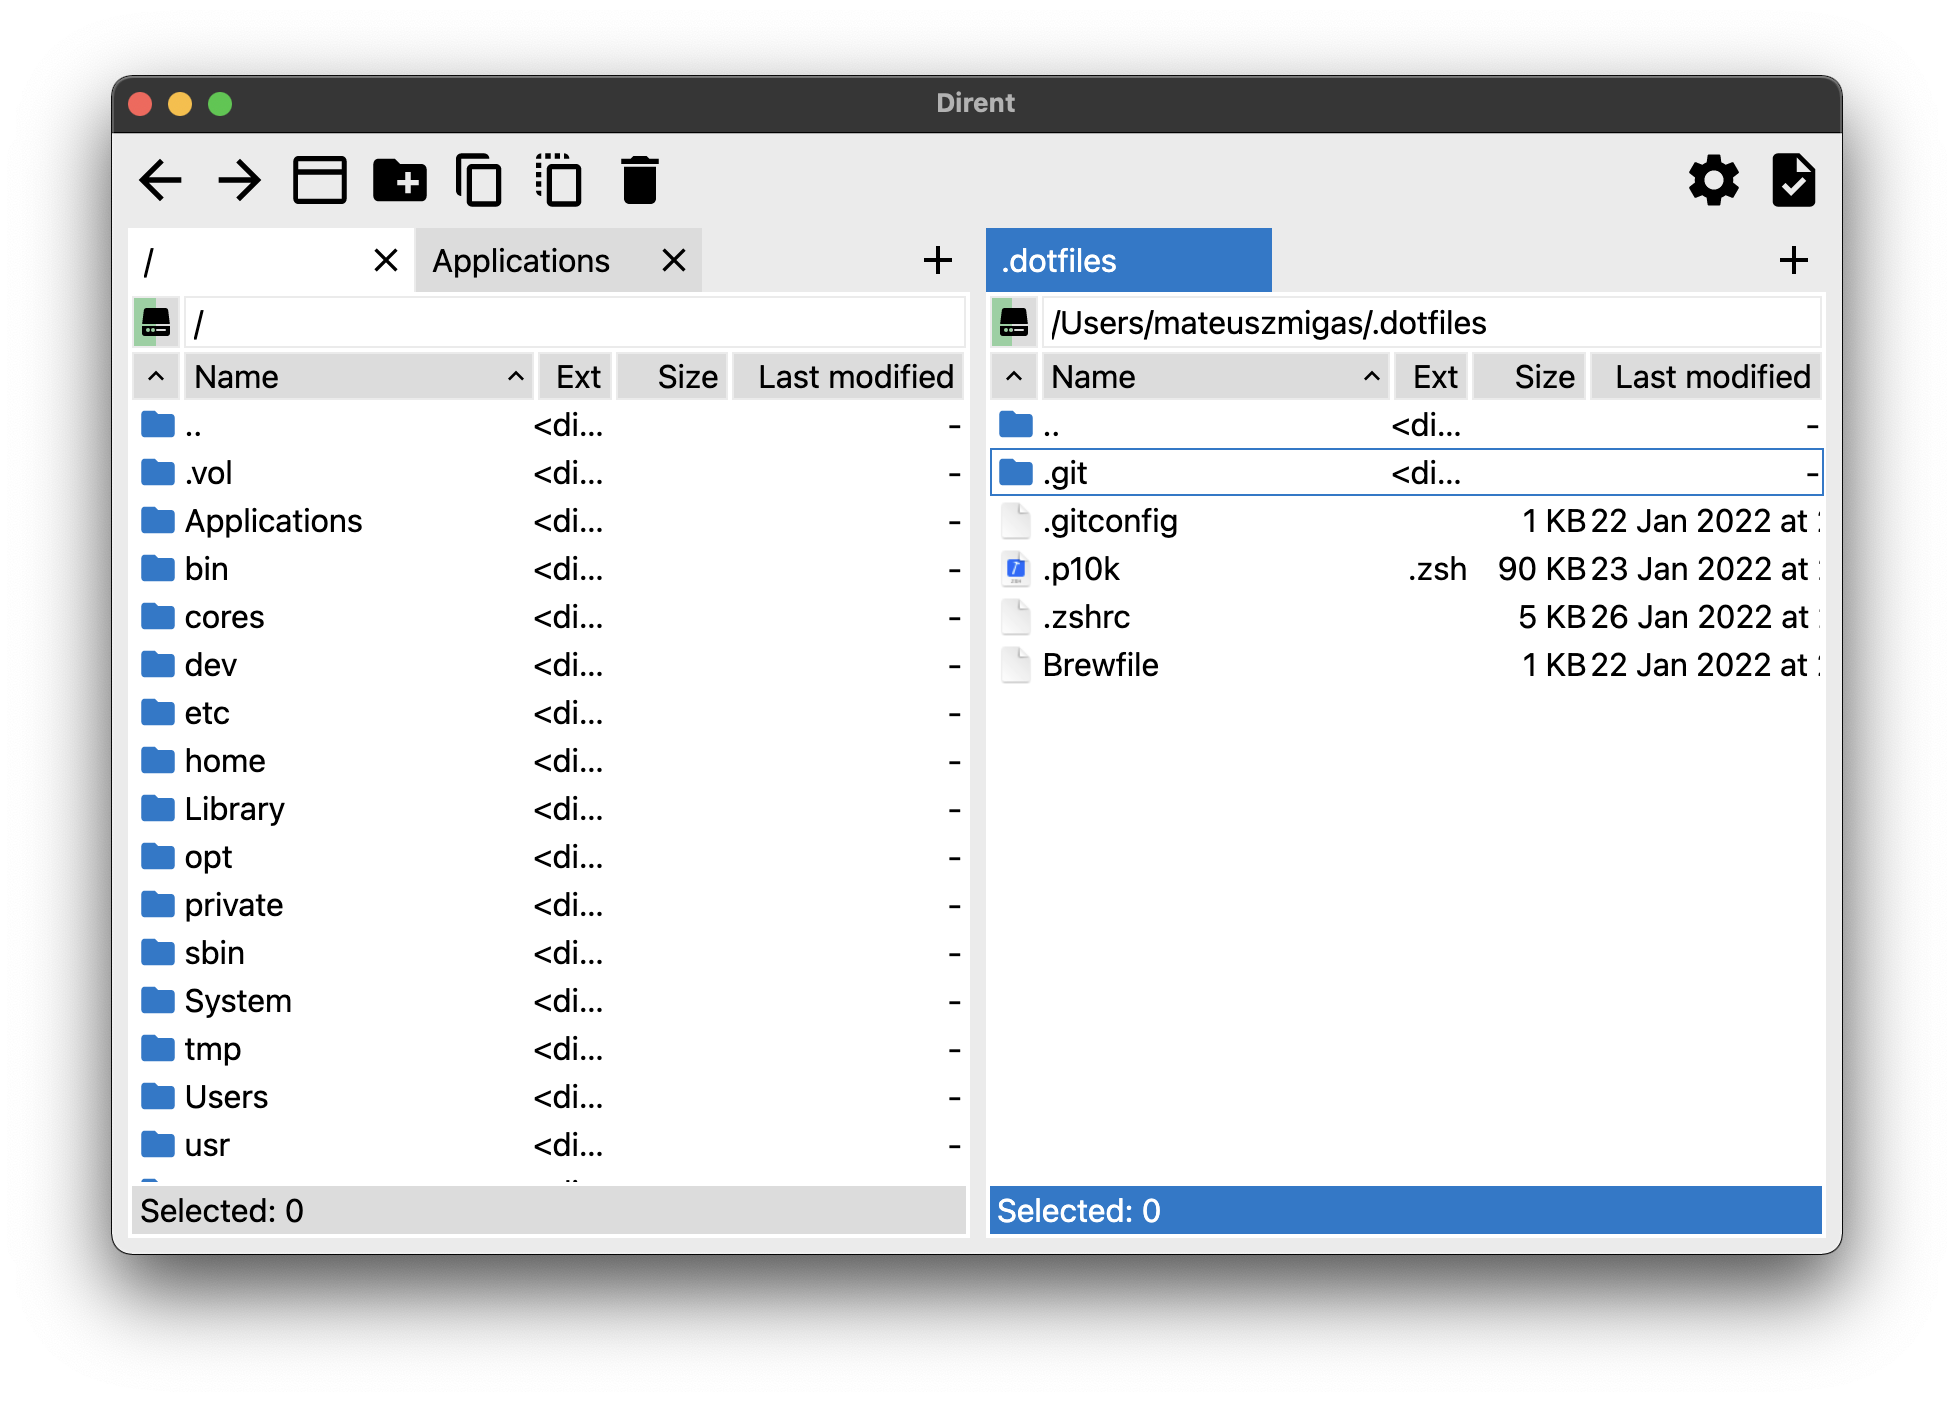 Dirent
/
Applications
.dotfiles
/
/Users/mateuszmigas/.dotfiles
Name Ext Size Last modified
Name Ext Size Last modified
.. <di... -
.vol <di... -
Applications <di... -
bin <di... -
cores <di... -
dev <di... -
etc <di... -
home <di... -
Library <di... -
opt <di... -
private <di... -
sbin <di... -
System <di... -
tmp <di... -
Users <di... -
usr <di... -
Selected: 0
.. <di... -
.git <di... -
.gitconfig 1 KB 22 Jan 2022 at
.p10k .zsh 90 KB 23 Jan 2022 at
.zshrc 5 KB 26 Jan 2022 at
Brewfile 1 KB 22 Jan 2022 at
Selected: 0